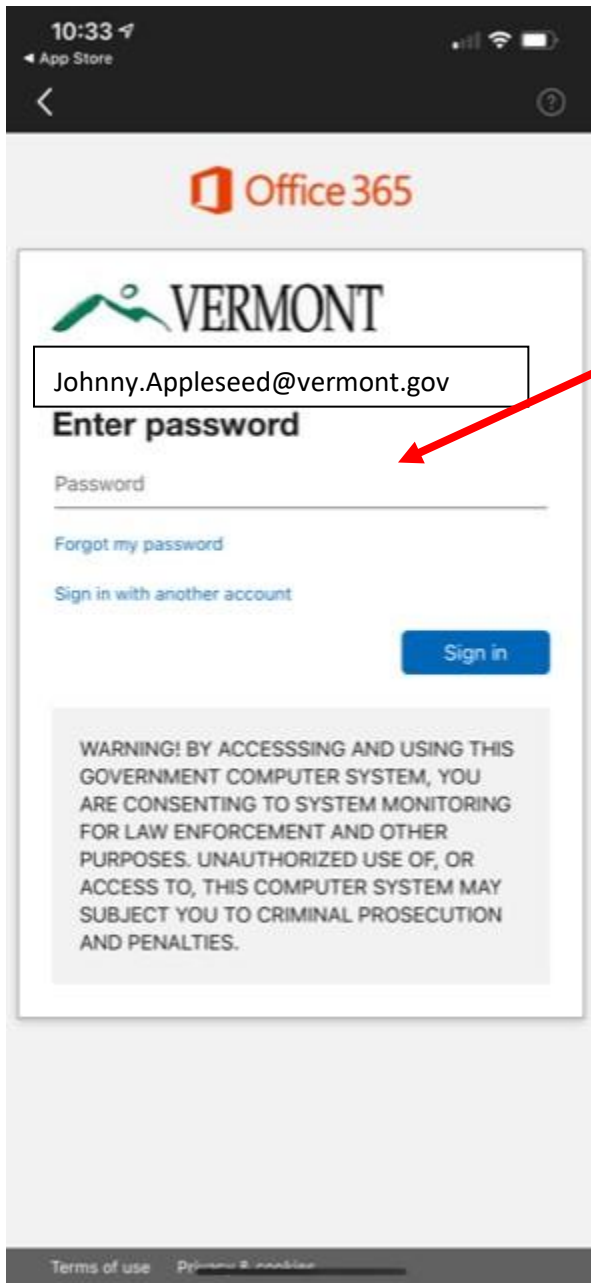 10:33
App Store
Office 365
VERMONT
Johnny.Appleseed@vermont.gov
Enter password
Password
Forgot my password
Sign in with another account
Sign in
WARNING! BY ACCESSSING AND USING THIS
GOVERNMENT COMPUTER SYSTEM, YOU
ARE CONSENTING TO SYSTEM MONITORING
FOR LAW ENFORCEMENT AND OTHER
PURPOSES. UNAUTHORIZED USE OF, OR
ACCESS TO, THIS COMPUTER SYSTEM MAY
SUBJECT YOU TO CRIMINAL PROSECUTION
AND PENALTIES.
Terms of use Privacy & cookies